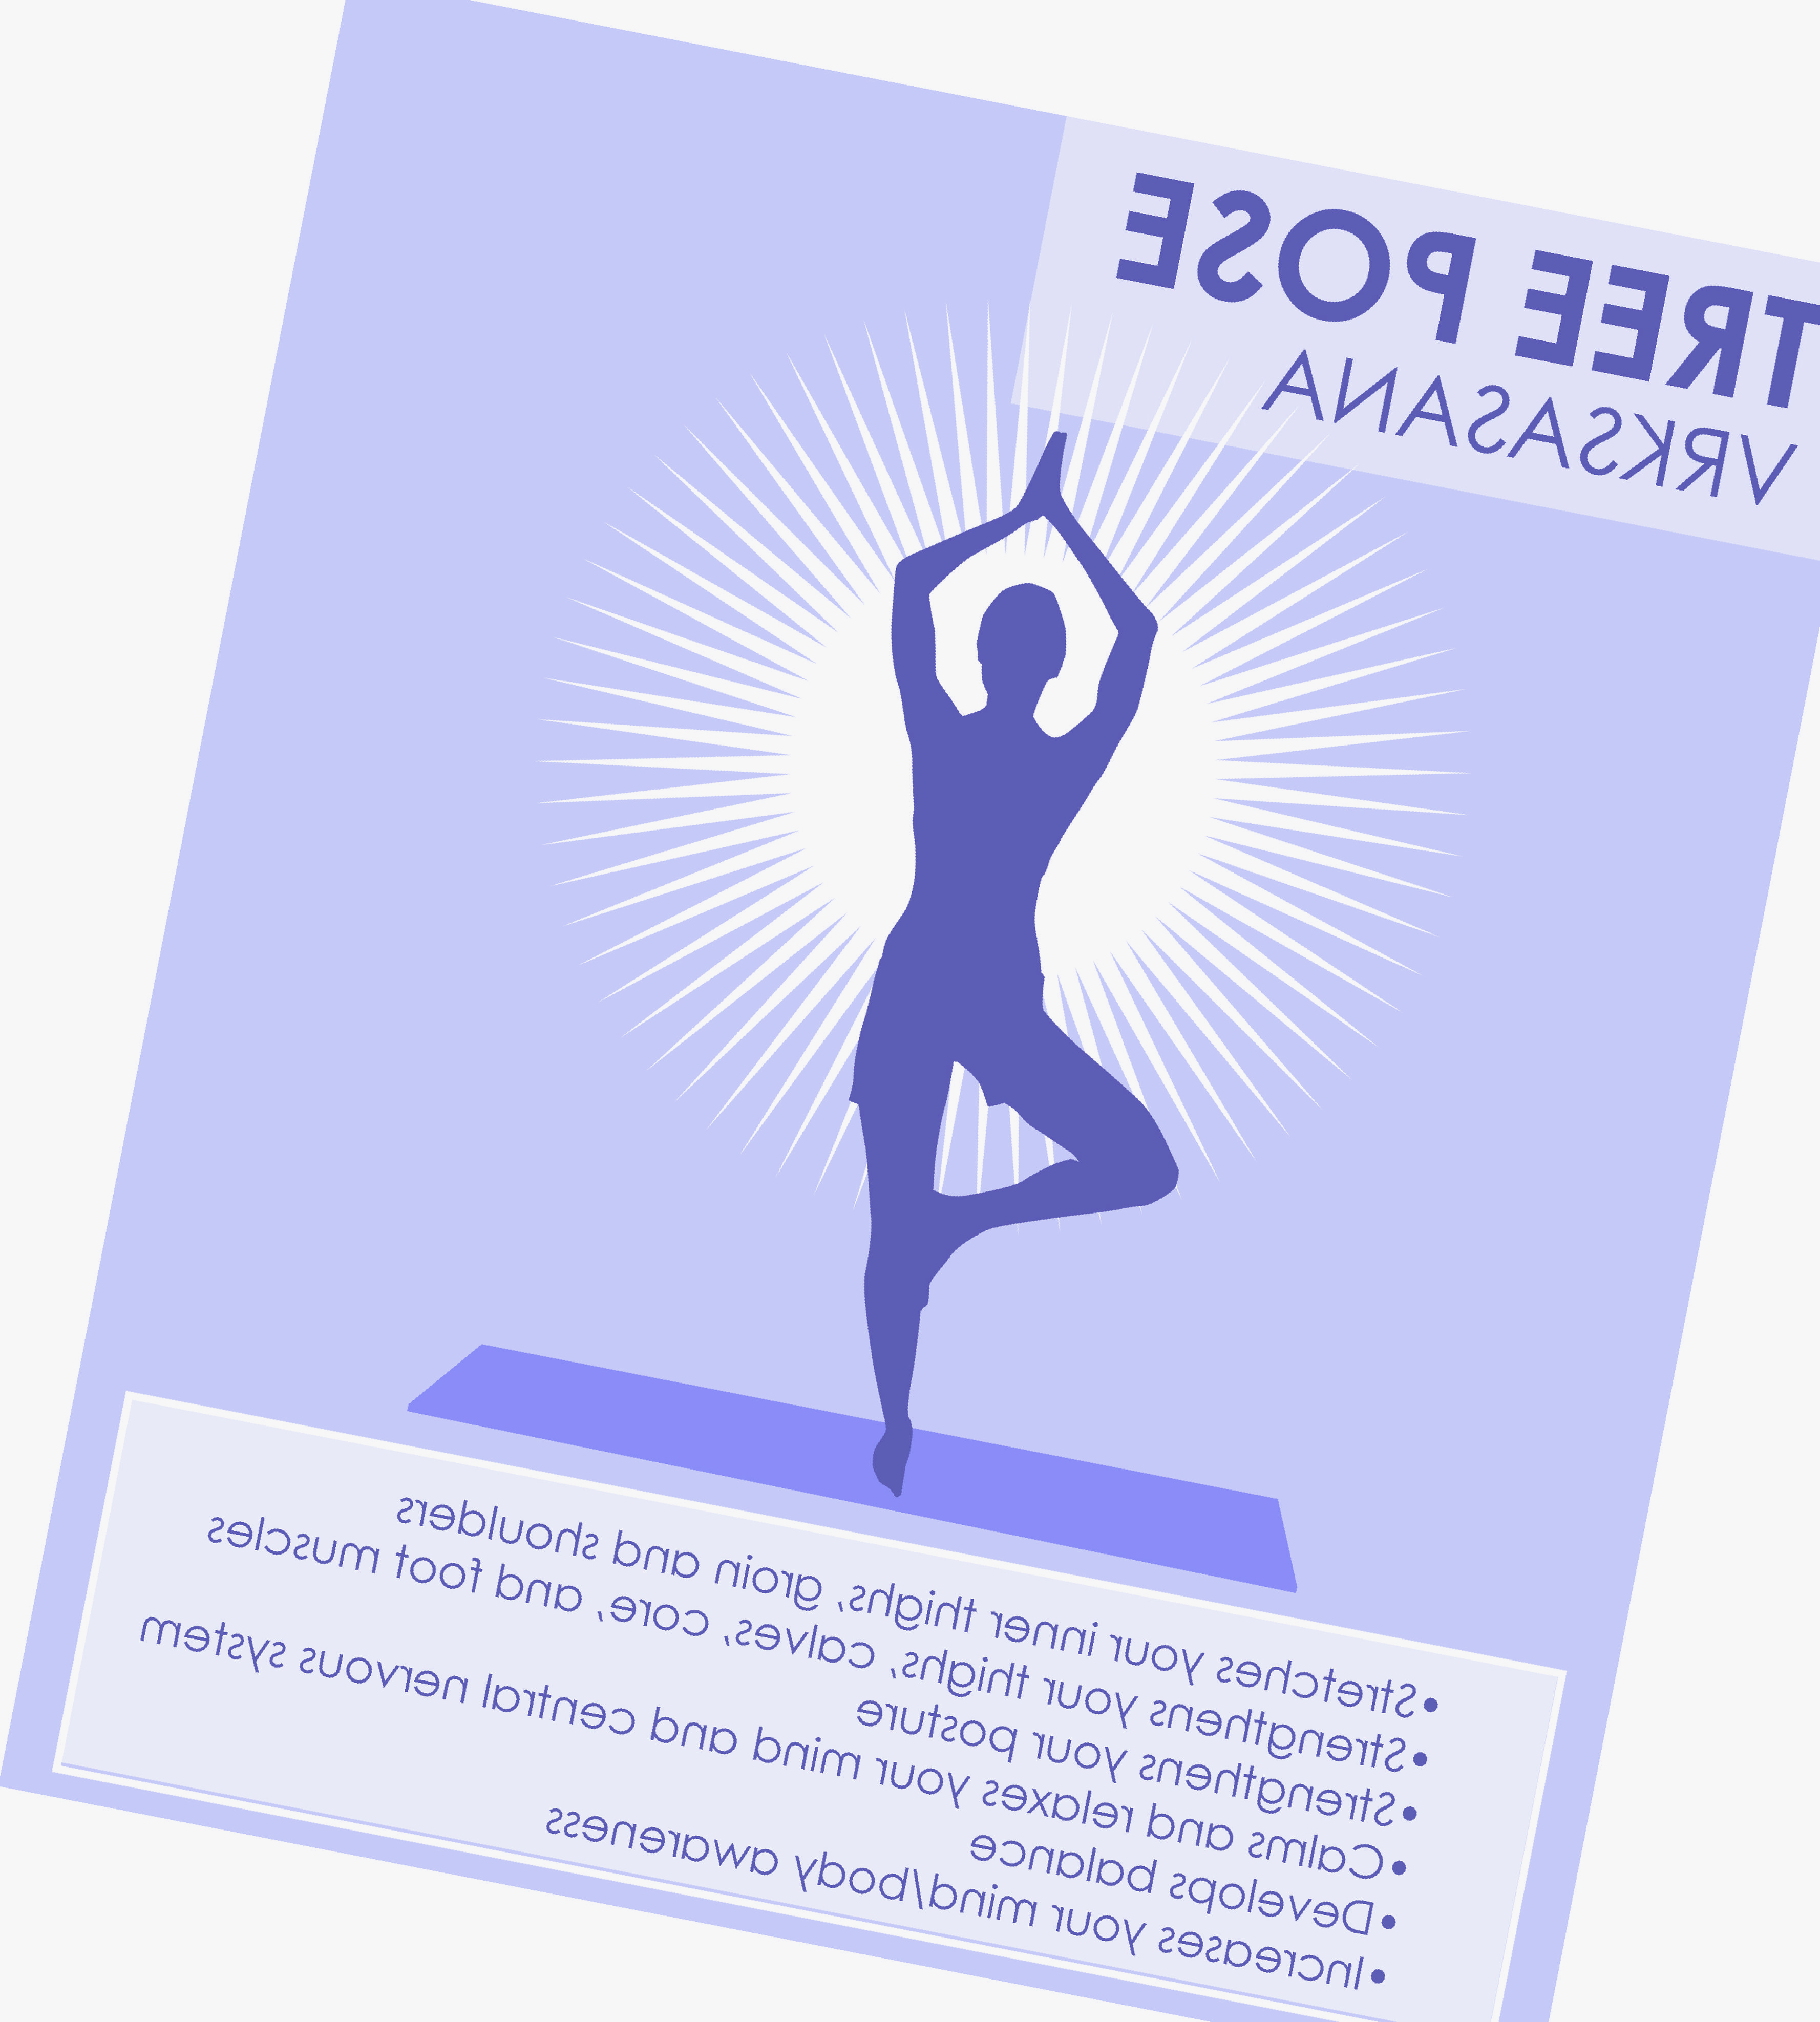 TREE POSE
VRKSASANA
•Stretches your inner thighs, groin and shoulders
•Strengthens your thighs, calves, core, and foot muscles
•Strengthens your posture
•Calms and relaxes your mind and central nervous system
•Develops balance
•Increases your mind/body awareness